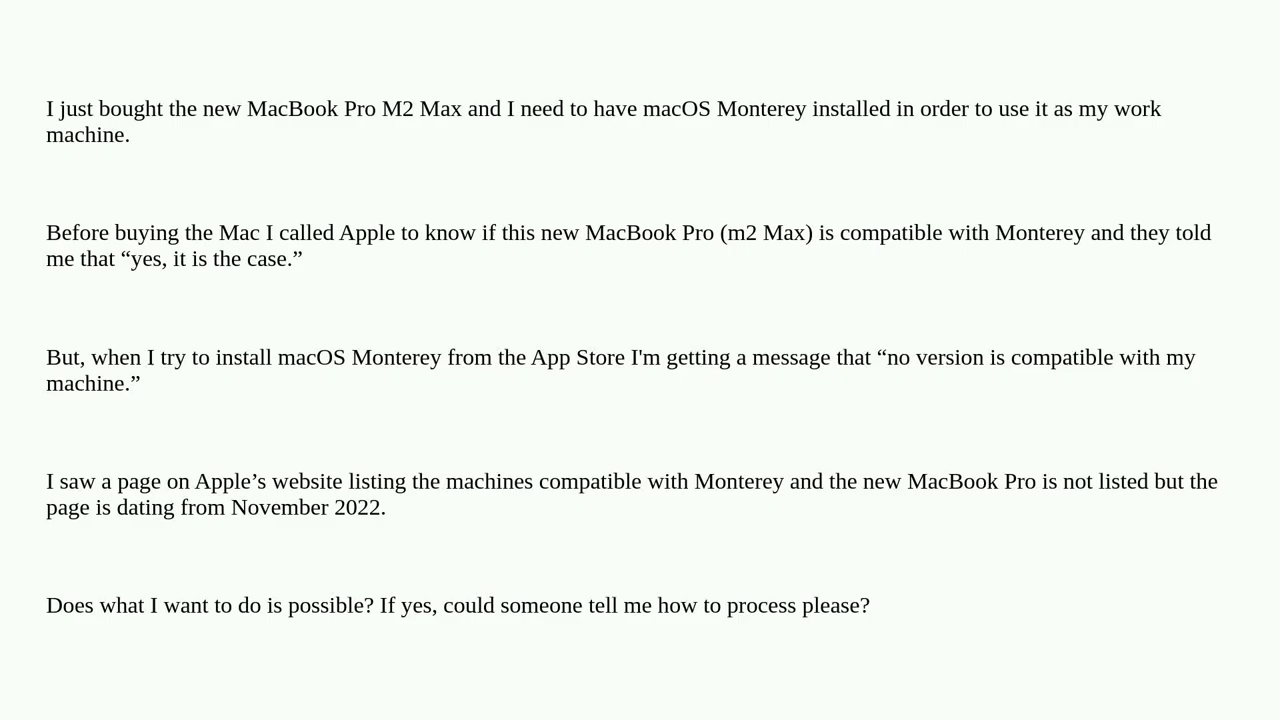 I just bought the new MacBook Pro M2 Max and I need to have macOS Monterey installed in order to use it as my work
machine.
Before buying the Mac I called Apple to know if this new MacBook Pro (m2 Max) is compatible with Monterey and they told
me that “yes, it is the case.”
But, when I try to install macOS Monterey from the App Store I'm getting a message that “no version is compatible with my
machine.”
I saw a page on Apple’s website listing the machines compatible with Monterey and the new MacBook Pro is not listed but the
page is dating from November 2022.
Does what I want to do is possible? If yes, could someone tell me how to process please?